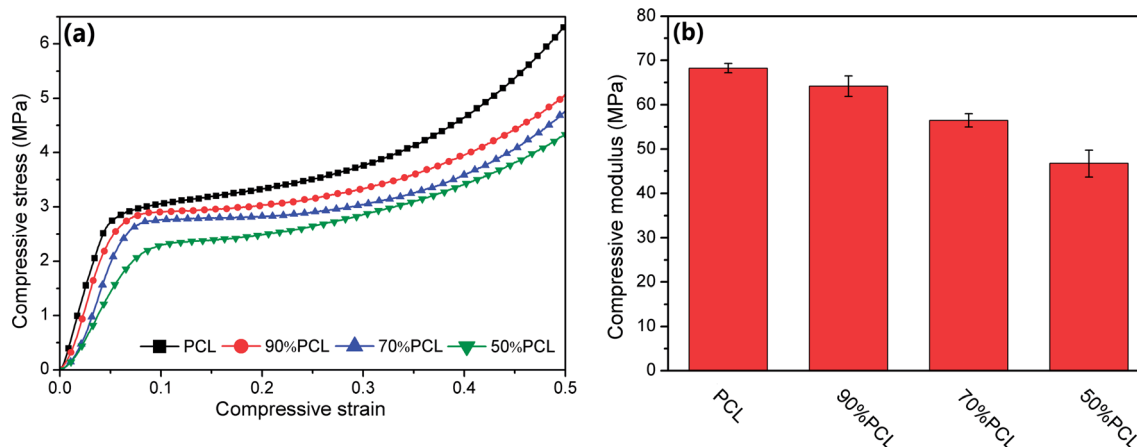 (a)
Compressive stress (MPa)
6
5
4
3
2
1
0
PCL 90%PCL 70%PCL 50%PCL
0.0 0.1 0.2 0.3 0.4 0.5
Compressive strain
(b)
Compressive modulus (MPa)
80
70
60
50
40
30
20
10
0
PCL 90%PCL 70%PCL 50%PCL